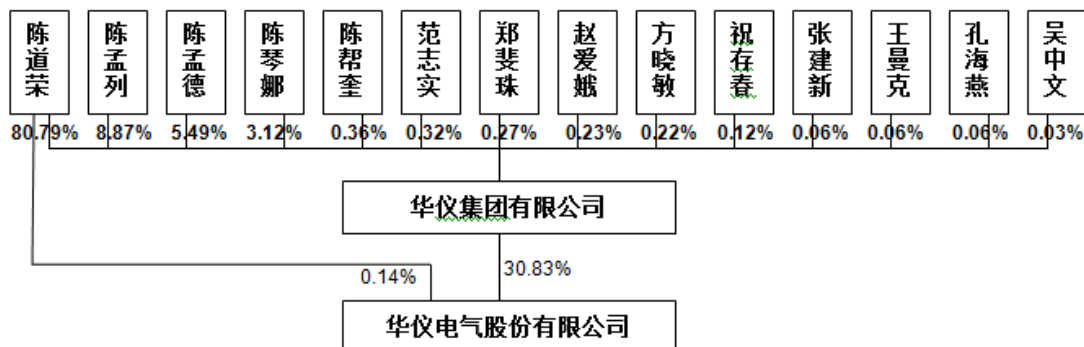 陈道荣
陈孟列
陈孟德
陈琴娜
陈帮奎
范志实
郑斐珠
赵爱娥
方晓敏
祝存春
张建新
王曼克
孔海燕
吴中文
80.79% 8.87% 5.49% 3.12% 0.36% 0.32% 0.27% 0.23% 0.22% 0.12% 0.06% 0.06% 0.06% 0.03%
华仪集团有限公司
0.14% 30.83%
华仪电气股份有限公司